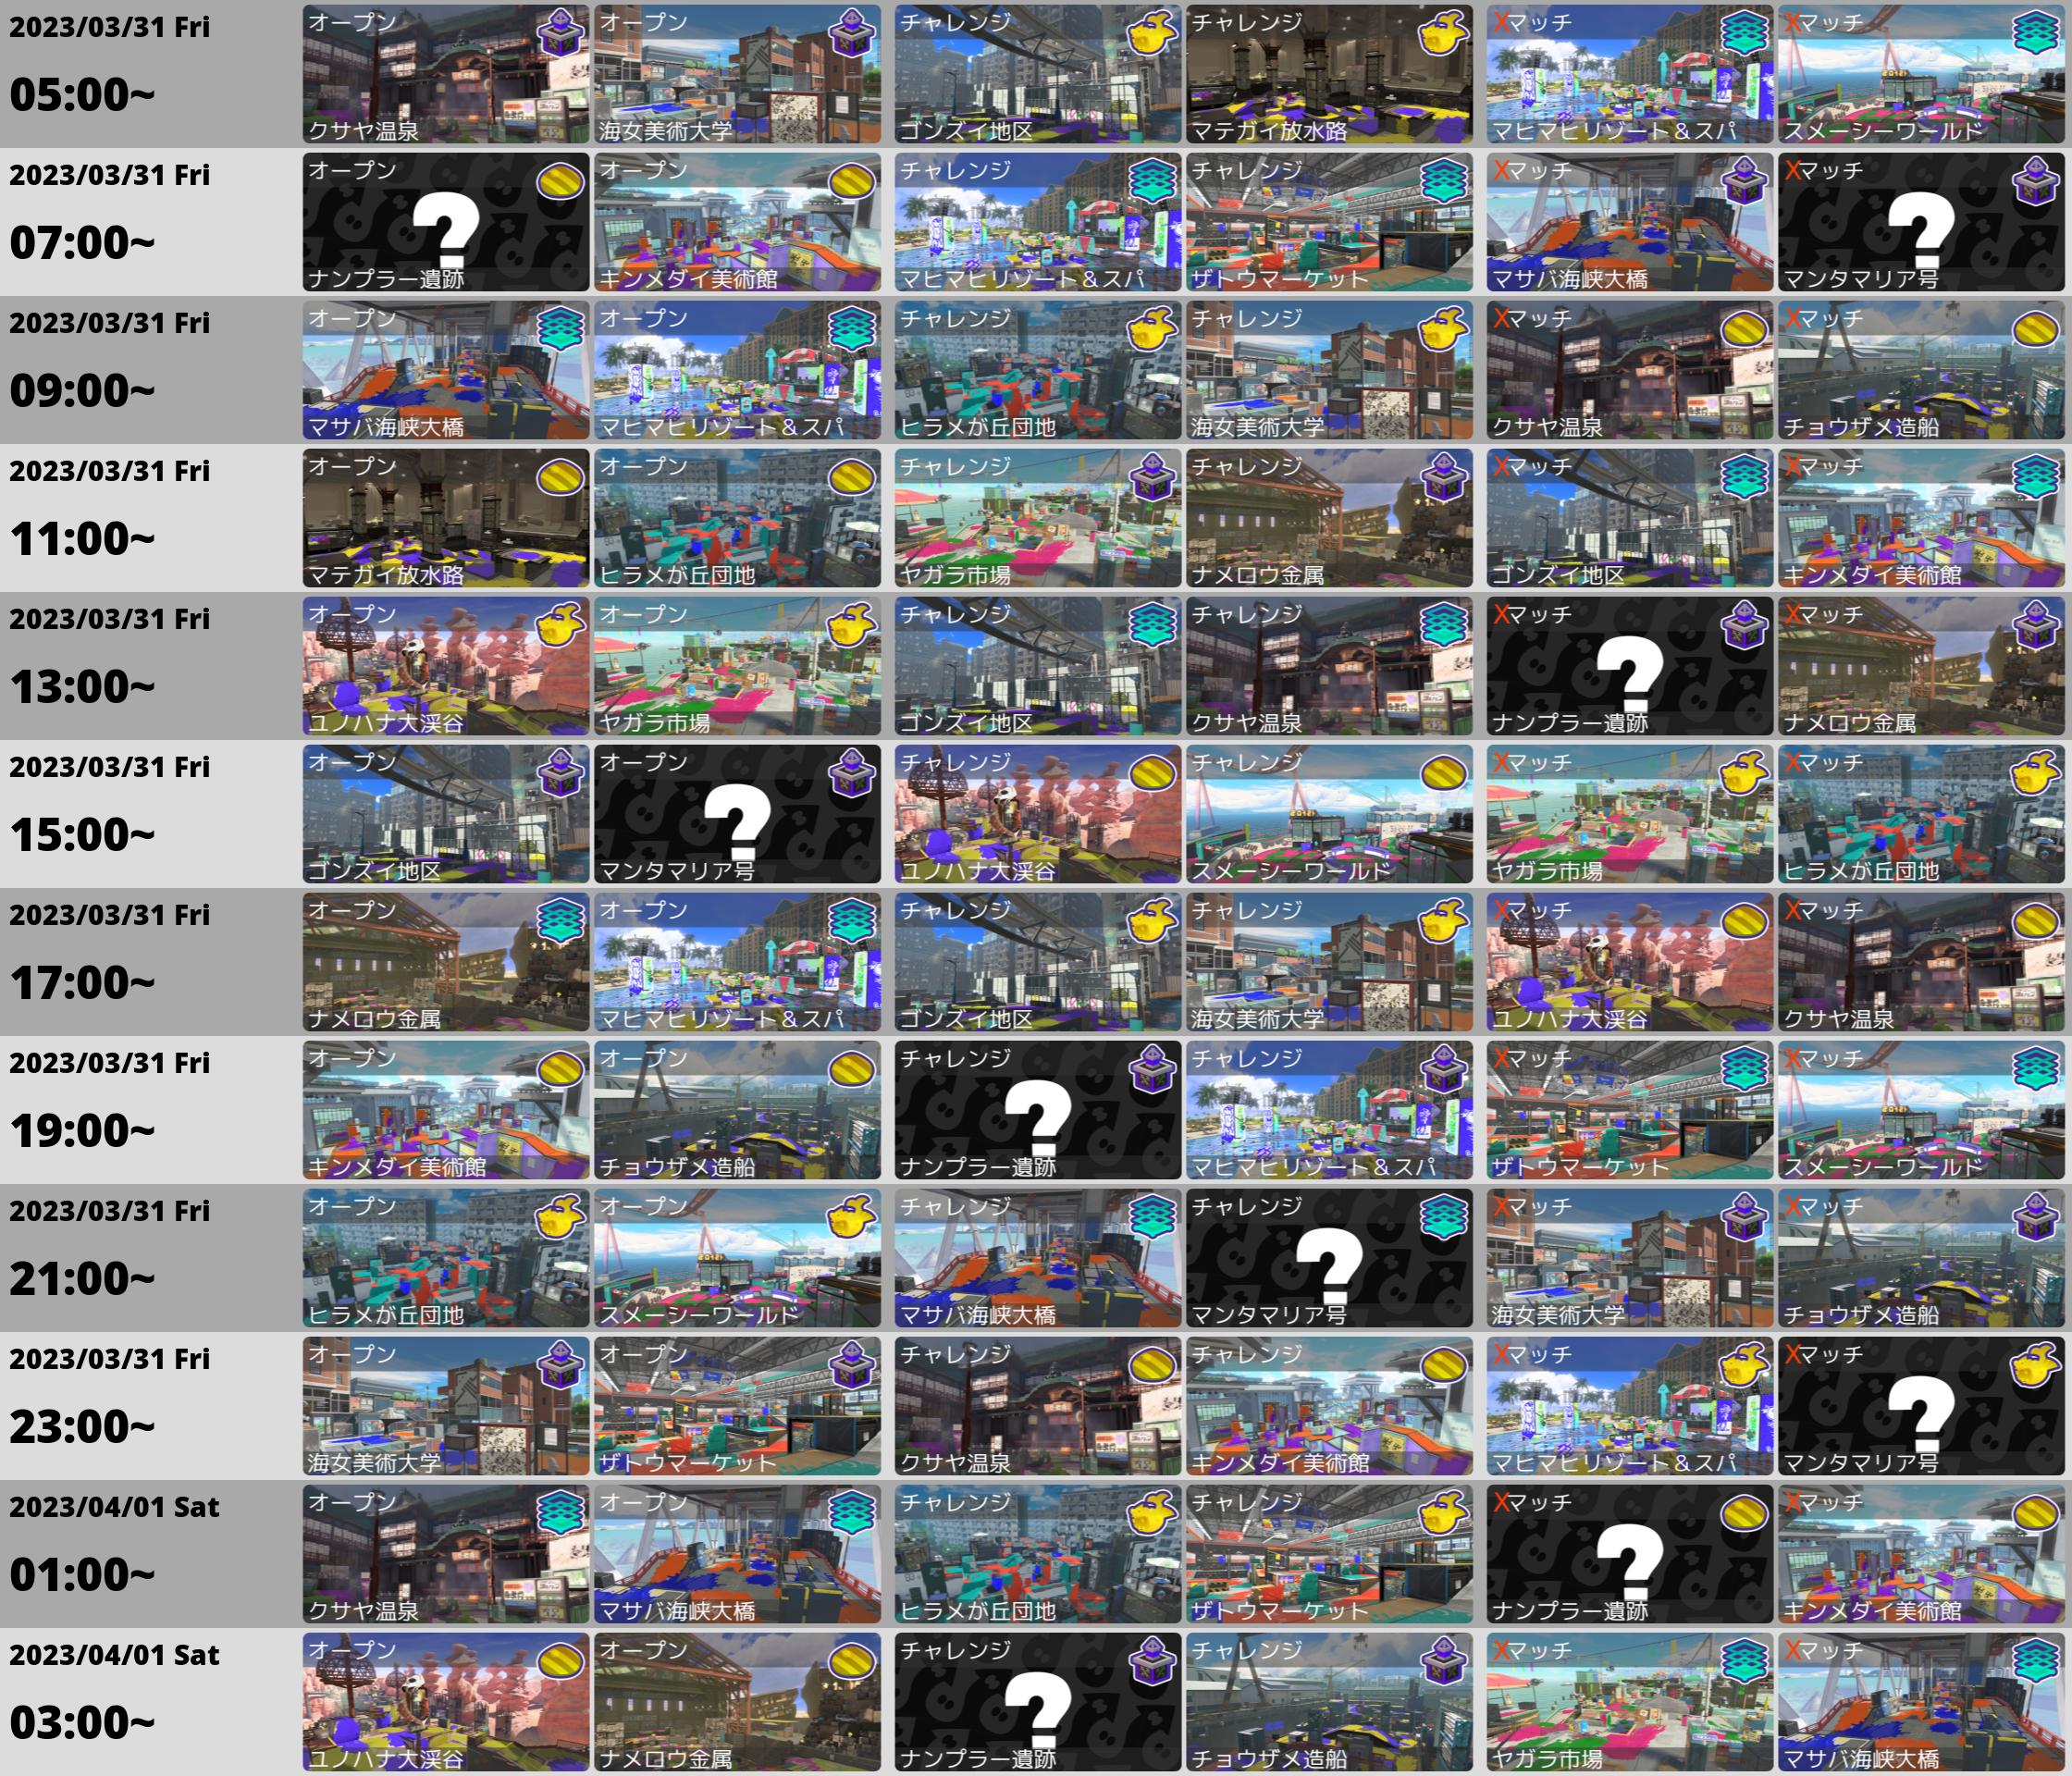 2023/03/31 Fri
05:00~
オープン
クサヤ温泉
オープン
海女美術大学
チャレンジ
ゴンズイ地区
チャレンジ
マテガイ放水路
Xマッチ
マヒマヒリゾート&スパ
Xマッチ
スメーシーワールド
2023/03/31 Fri
07:00~
オープン
ナンプラー遺跡
オープン
キンメダイ美術館
チャレンジ
マヒマヒリゾート&スパ
チャレンジ
ザトウマーケット
Xマッチ
マサバ海峡大橋
Xマッチ
マンタマリア号
2023/03/31 Fri
09:00~
オープン
マサバ海峡大橋
オープン
マヒマヒリゾート&スパ
チャレンジ
ヒラメが丘団地
チャレンジ
海女美術大学
Xマッチ
クサヤ温泉
Xマッチ
チョウザメ造船
2023/03/31 Fri
11:00~
オープン
マテガイ放水路
オープン
ヒラメが丘団地
チャレンジ
ヤガラ市場
チャレンジ
ナメロウ金属
Xマッチ
ゴンズイ地区
Xマッチ
キンメダイ美術館
2023/03/31 Fri
13:00~
オープン
ユノハナ大渓谷
オープン
ヤガラ市場
チャレンジ
ゴンズイ地区
チャレンジ
クサヤ温泉
Xマッチ
ナンプラー遺跡
Xマッチ
ナメロウ金属
2023/03/31 Fri
15:00~
オープン
ゴンズイ地区
オープン
マンタマリア号
チャレンジ
ユノハナ大渓谷
チャレンジ
スメーシーワールド
Xマッチ
ヤガラ市場
Xマッチ
ヒラメが丘団地
2023/03/31 Fri
17:00~
オープン
ナメロウ金属
オープン
マヒマヒリゾート&スパ
チャレンジ
ゴンズイ地区
チャレンジ
海女美術大学
Xマッチ
ユノハナ大渓谷
Xマッチ
クサヤ温泉
2023/03/31 Fri
19:00~
オープン
キンメダイ美術館
オープン
チョウザメ造船
チャレンジ
ナンプラー遺跡
チャレンジ
マヒマヒリゾート&スパ
Xマッチ
ザトウマーケット
Xマッチ
スメーシーワールド
2023/03/31 Fri
21:00~
オープン
ヒラメが丘団地
オープン
スメーシーワールド
チャレンジ
マサバ海峡大橋
チャレンジ
マンタマリア号
Xマッチ
海女美術大学
Xマッチ
チョウザメ造船
2023/03/31 Fri
23:00~
オープン
海女美術大学
オープン
ザトウマーケット
チャレンジ
クサヤ温泉
チャレンジ
キンメダイ美術館
Xマッチ
マヒマヒリゾート&スパ
Xマッチ
マンタマリア号
2023/04/01 Sat
01:00~
オープン
クサヤ温泉
オープン
マサバ海峡大橋
チャレンジ
ヒラメが丘団地
チャレンジ
ザトウマーケット
Xマッチ
ナンプラー遺跡
Xマッチ
キンメダイ美術館
2023/04/01 Sat
03:00~
オープン
ユノハナ大渓谷
オープン
ナメロウ金属
チャレンジ
ナンプラー遺跡
チャレンジ
チョウザメ造船
Xマッチ
ヤガラ市場
Xマッチ
マサバ海峡大橋